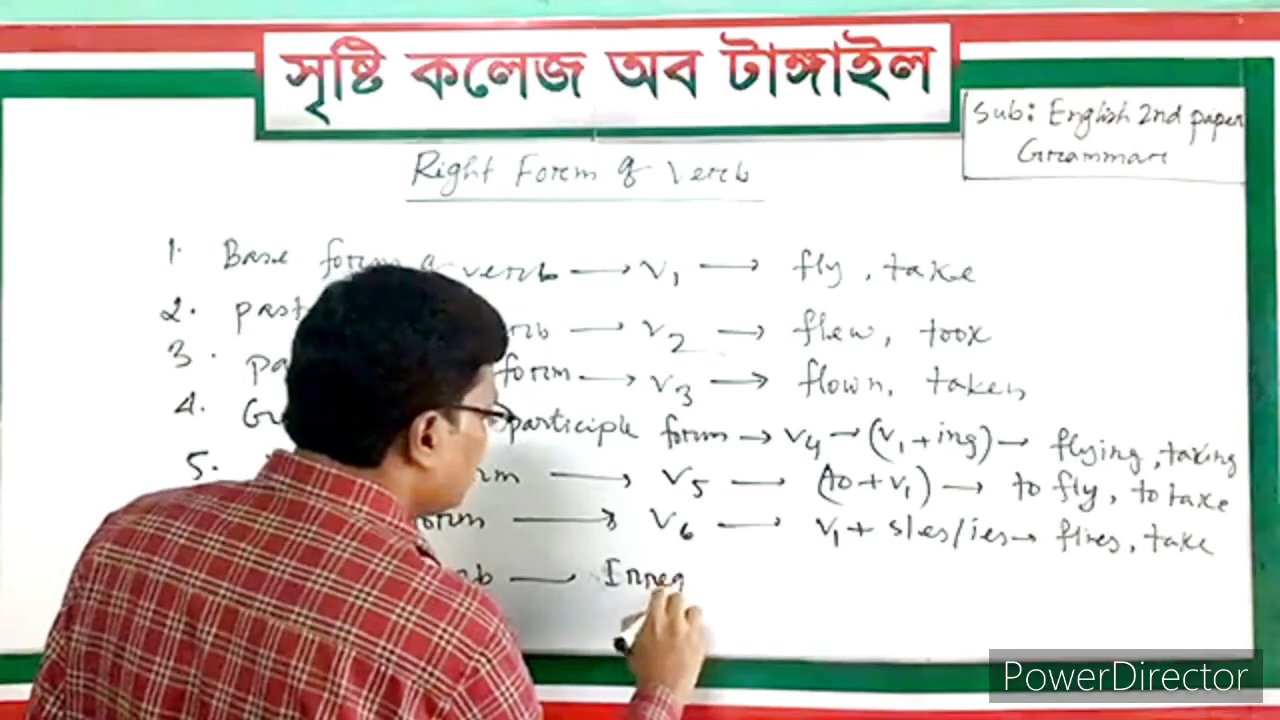 সৃষ্টি কলেজ অব টাঙ্গাইল
Sub: English 2nd paper
Grammar
Right Form of Verb
1. Base form of verb → V1 → fly, take
2. past verb → V2 → flew, took
3. form → V3 → flown, taken
4. participle form → V4 → (V1 + ing) → flying, taking
5. → V5 → (to + V1) → to fly, to take
form → V6 → V1 + s/es/ies → flies, take
Irreg
PowerDirector